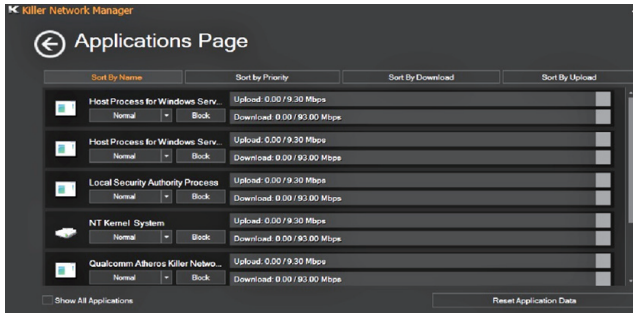 K Killer Network Manager
Applications Page
Sort By Name Sort by Priority Sort By Download Sort By Upload
Host Process for Windows Serv...
Upload: 0.00 / 9.30 Mbps
Normal Block
Download: 0.00 / 93.00 Mbps
Host Process for Windows Serv...
Upload: 0.00 / 9.30 Mbps
Normal Block
Download: 0.00 / 93.00 Mbps
Local Security Authority Process
Upload: 0.00 / 9.30 Mbps
Normal Block
Download: 0.00 / 93.00 Mbps
NT Kernel System
Upload: 0.00 / 9.30 Mbps
Normal Block
Download: 0.00 / 93.00 Mbps
Qualcomm Atheros Killer Netwo...
Upload: 0.00 / 9.30 Mbps
Normal Block
Download: 0.00 / 93.00 Mbps
Show All Applications Reset Application Data